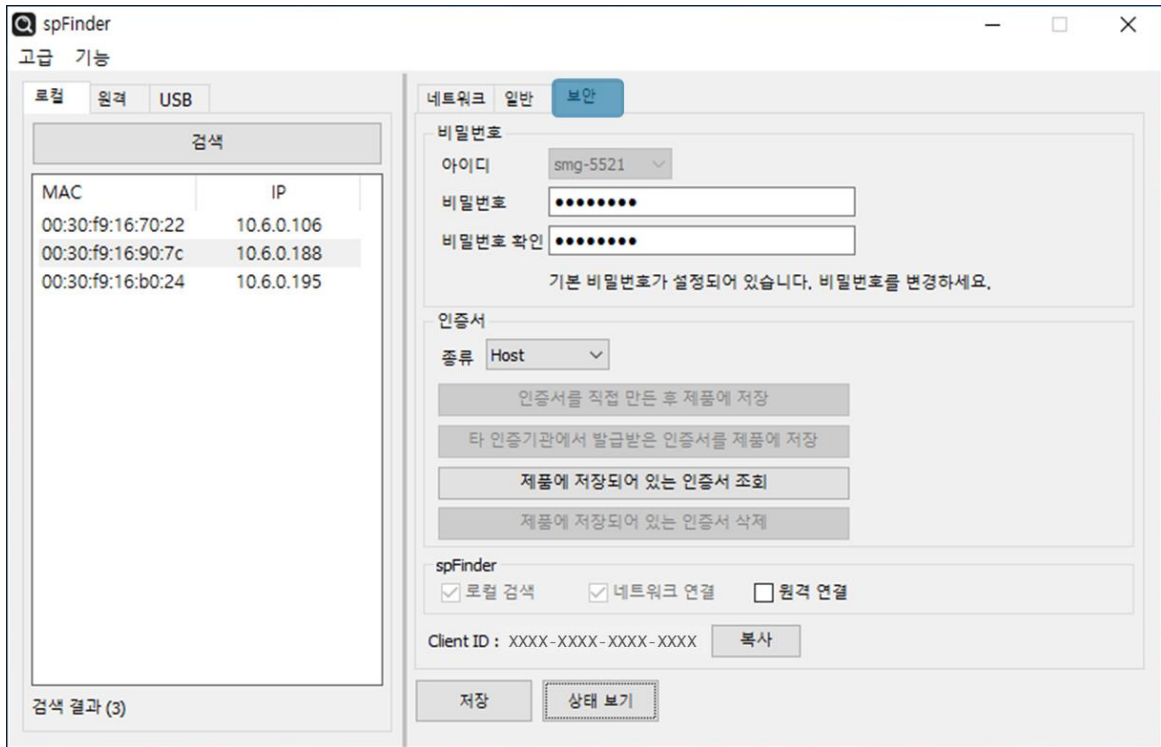 spFinder
고급 기능
로컬 원격 USB
검색
MAC IP
00:30:f9:16:70:22 10.6.0.106
00:30:f9:16:90:7c 10.6.0.188
00:30:f9:16:b0:24 10.6.0.195
검색 결과 (3)
네트워크 일반 보안
비밀번호
아이디 smg-5521
비밀번호 ●●●●●●●●
비밀번호 확인 ●●●●●●●●
기본 비밀번호가 설정되어 있습니다. 비밀번호를 변경하세요.
인증서
종류 Host
인증서를 직접 만든 후 제품에 저장
타 인증기관에서 발급받은 인증서를 제품에 저장
제품에 저장되어 있는 인증서 조회
제품에 저장되어 있는 인증서 삭제
spFinder
로컬 검색 네트워크 연결 원격 연결
Client ID : XXXX-XXXX-XXXX-XXXX 복사
저장 상태 보기